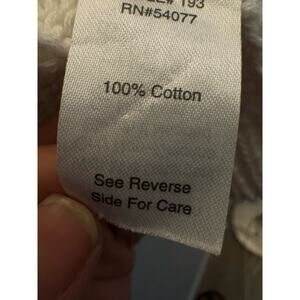 193
RN#54077
100% Cotton
See Reverse
Side For Care